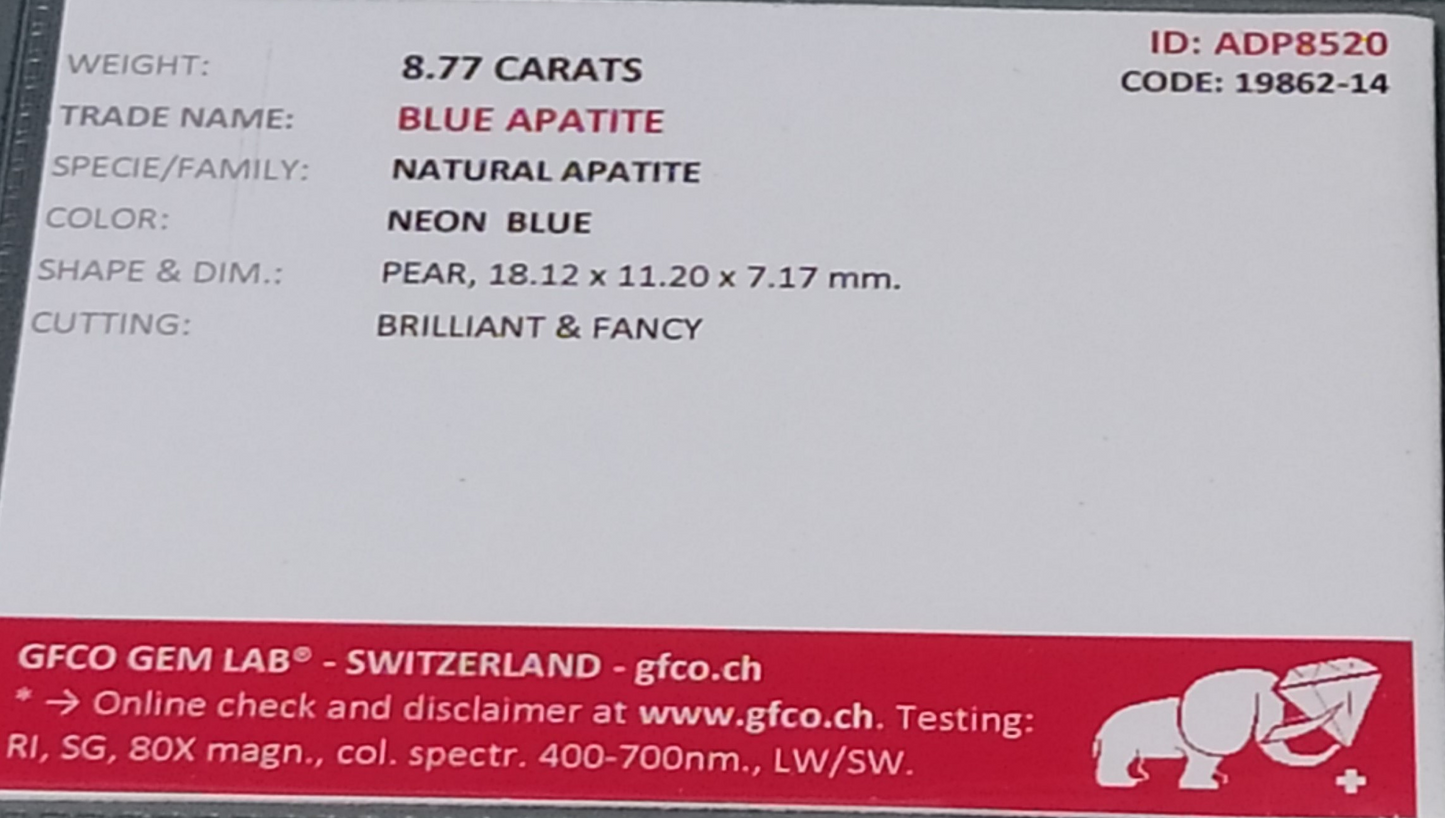 ID: ADP8520
CODE: 19862-14
WEIGHT: 8.77 CARATS
TRADE NAME: BLUE APATITE
SPECIE/FAMILY: NATURAL APATITE
COLOR: NEON BLUE
SHAPE & DIM.: PEAR, 18.12 x 11.20 x 7.17 mm.
CUTTING: BRILLIANT & FANCY
GFCO GEM LAB® - SWITZERLAND - gfco.ch
* → Online check and disclaimer at www.gfco.ch. Testing:
RI, SG, 80X magn., col. spectr. 400-700nm., LW/SW.